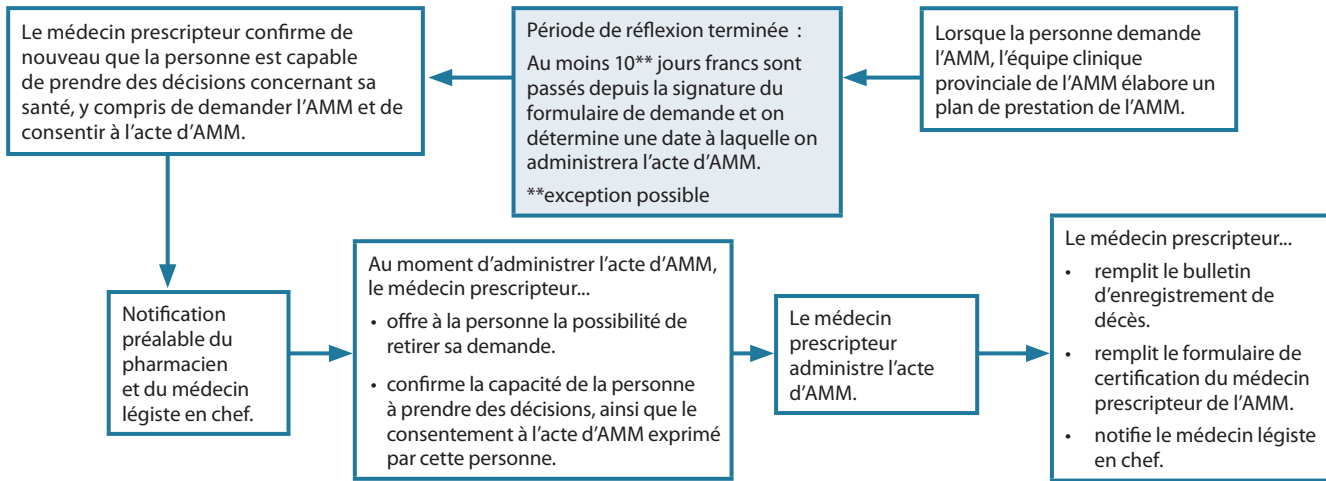 Lorsque la personne demande
l’AMM, l’équipe clinique
provinciale de l’AMM élabore un
plan de prestation de l’AMM.
Période de réflexion terminée :
Au moins 10** jours francs sont
passés depuis la signature du
formulaire de demande et on
détermine une date à laquelle on
administrera l’acte d’AMM.
**exception possible
Le médecin prescripteur confirme de
nouveau que la personne est capable
de prendre des décisions concernant sa
santé, y compris de demander l’AMM et de
consentir à l’acte d’AMM.
Notification
préalable du
pharmacien
et du médecin
légiste en chef.
Au moment d’administrer l’acte d’AMM,
le médecin prescripteur...
• offre à la personne la possibilité de
retirer sa demande.
• confirme la capacité de la personne
à prendre des décisions, ainsi que le
consentement à l’acte d’AMM exprimé
par cette personne.
Le médecin
prescripteur
administre l’acte
d’AMM.
Le médecin prescripteur...
• remplit le bulletin
d’enregistrement de
décès.
• remplit le formulaire de
certification du médecin
prescripteur de l’AMM.
• notifie le médecin légiste
en chef.